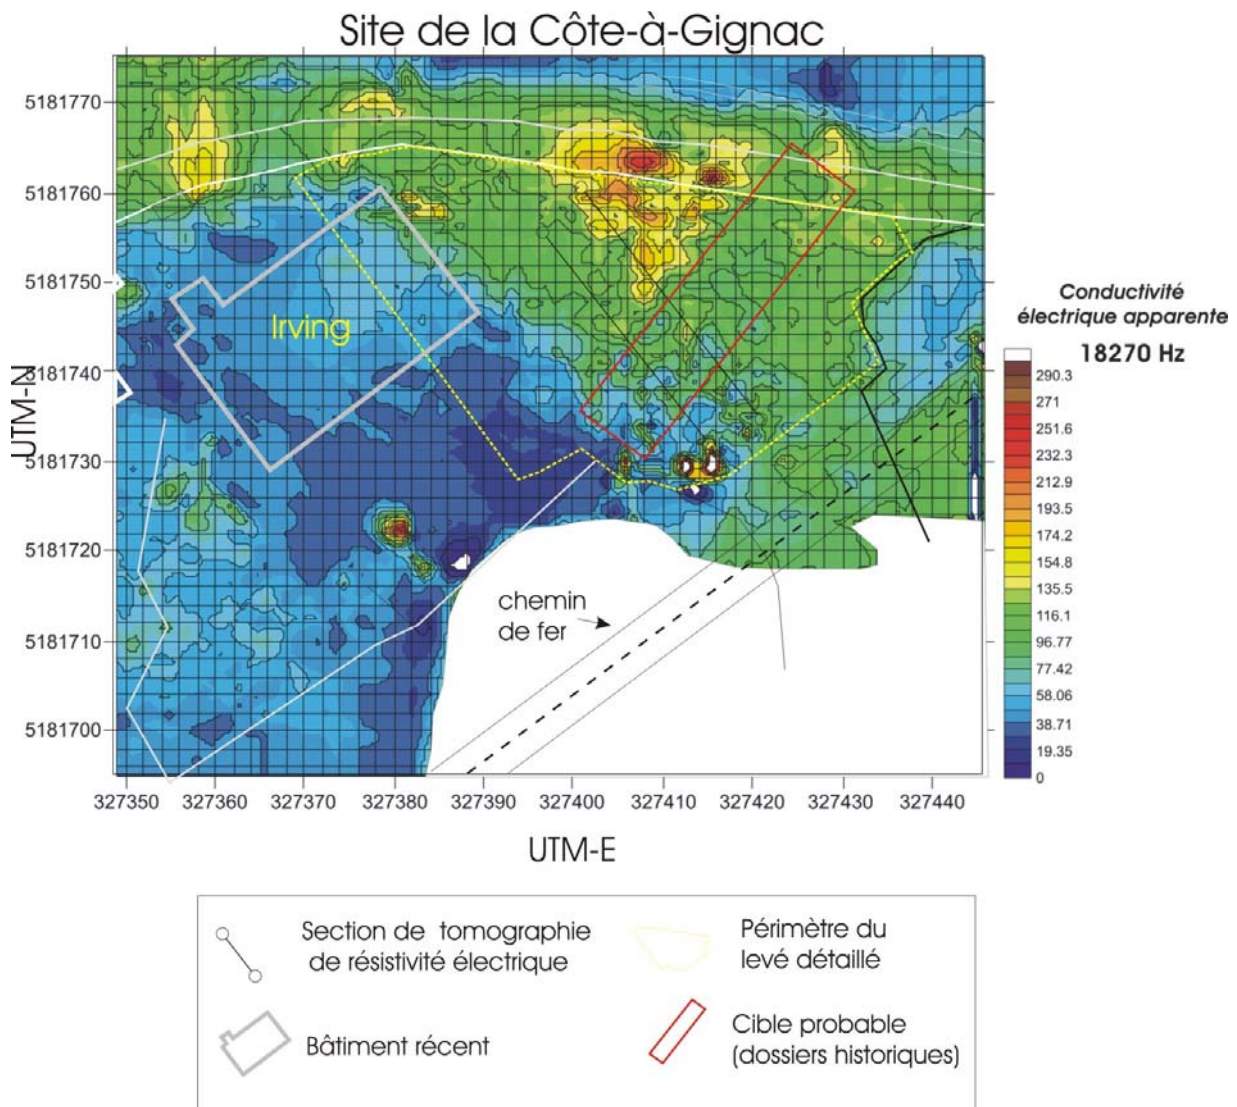 Site de la Côte-à-Gignac
5181770
5181760
5181750
5181740
5181730
5181720
5181710
5181700
UTM-N
Irving
chemin
de fer
327350
327360
327370
327380
327390
327400
327410
327420
327430
327440
UTM-E
Conductivité
électrique apparente
18270 Hz
290.3
271
251.6
232.3
212.9
193.5
174.2
154.8
135.5
116.1
96.77
77.42
58.06
38.71
19.35
0
Section de tomographie
de résistivité électrique
Périmètre du
levé détaillé
Bâtiment récent
Cible probable
(dossiers historiques)